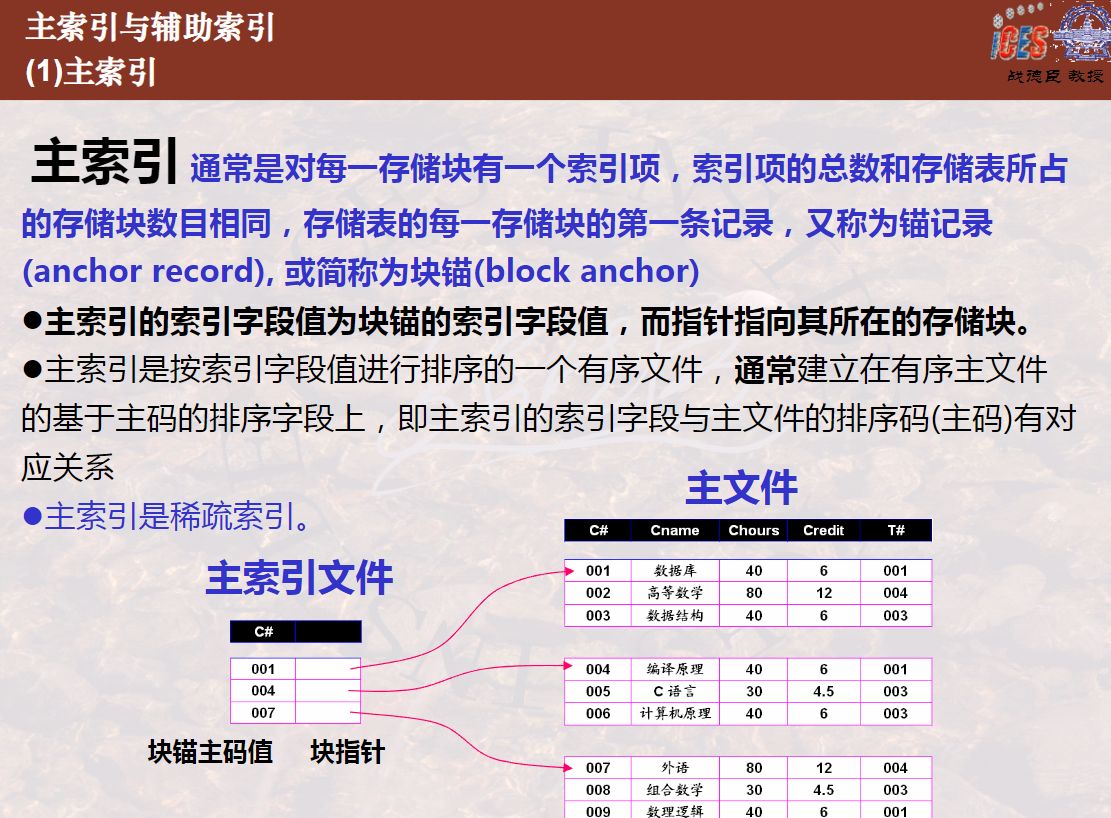 主索引与辅助索引
(1)主索引
iCES
战德臣 教授
主索引 通常是对每一存储块有一个索引项，索引项的总数和存储表所占
的存储块数目相同，存储表的每一存储块的第一条记录，又称为锚记录
(anchor record), 或简称为块锚(block anchor)
●主索引的索引字段值为块锚的索引字段值，而指针指向其所在的存储块。
●主索引是按索引字段值进行排序的一个有序文件，通常建立在有序主文件
的基于主码的排序字段上，即主索引的索引字段与主文件的排序码(主码)有对
应关系
●主索引是稀疏索引。
主索引文件
C#
001
004
007
块锚主码值 块指针
主文件
C# Cname Chours Credit T#
001 数据库 40 6 001
002 高等数学 80 12 004
003 数据结构 40 6 003
004 编译原理 40 6 001
005 C 语言 30 4.5 003
006 计算机原理 40 6 003
007 外语 80 12 004
008 组合数学 30 4.5 003
009 数理逻辑 40 6 001